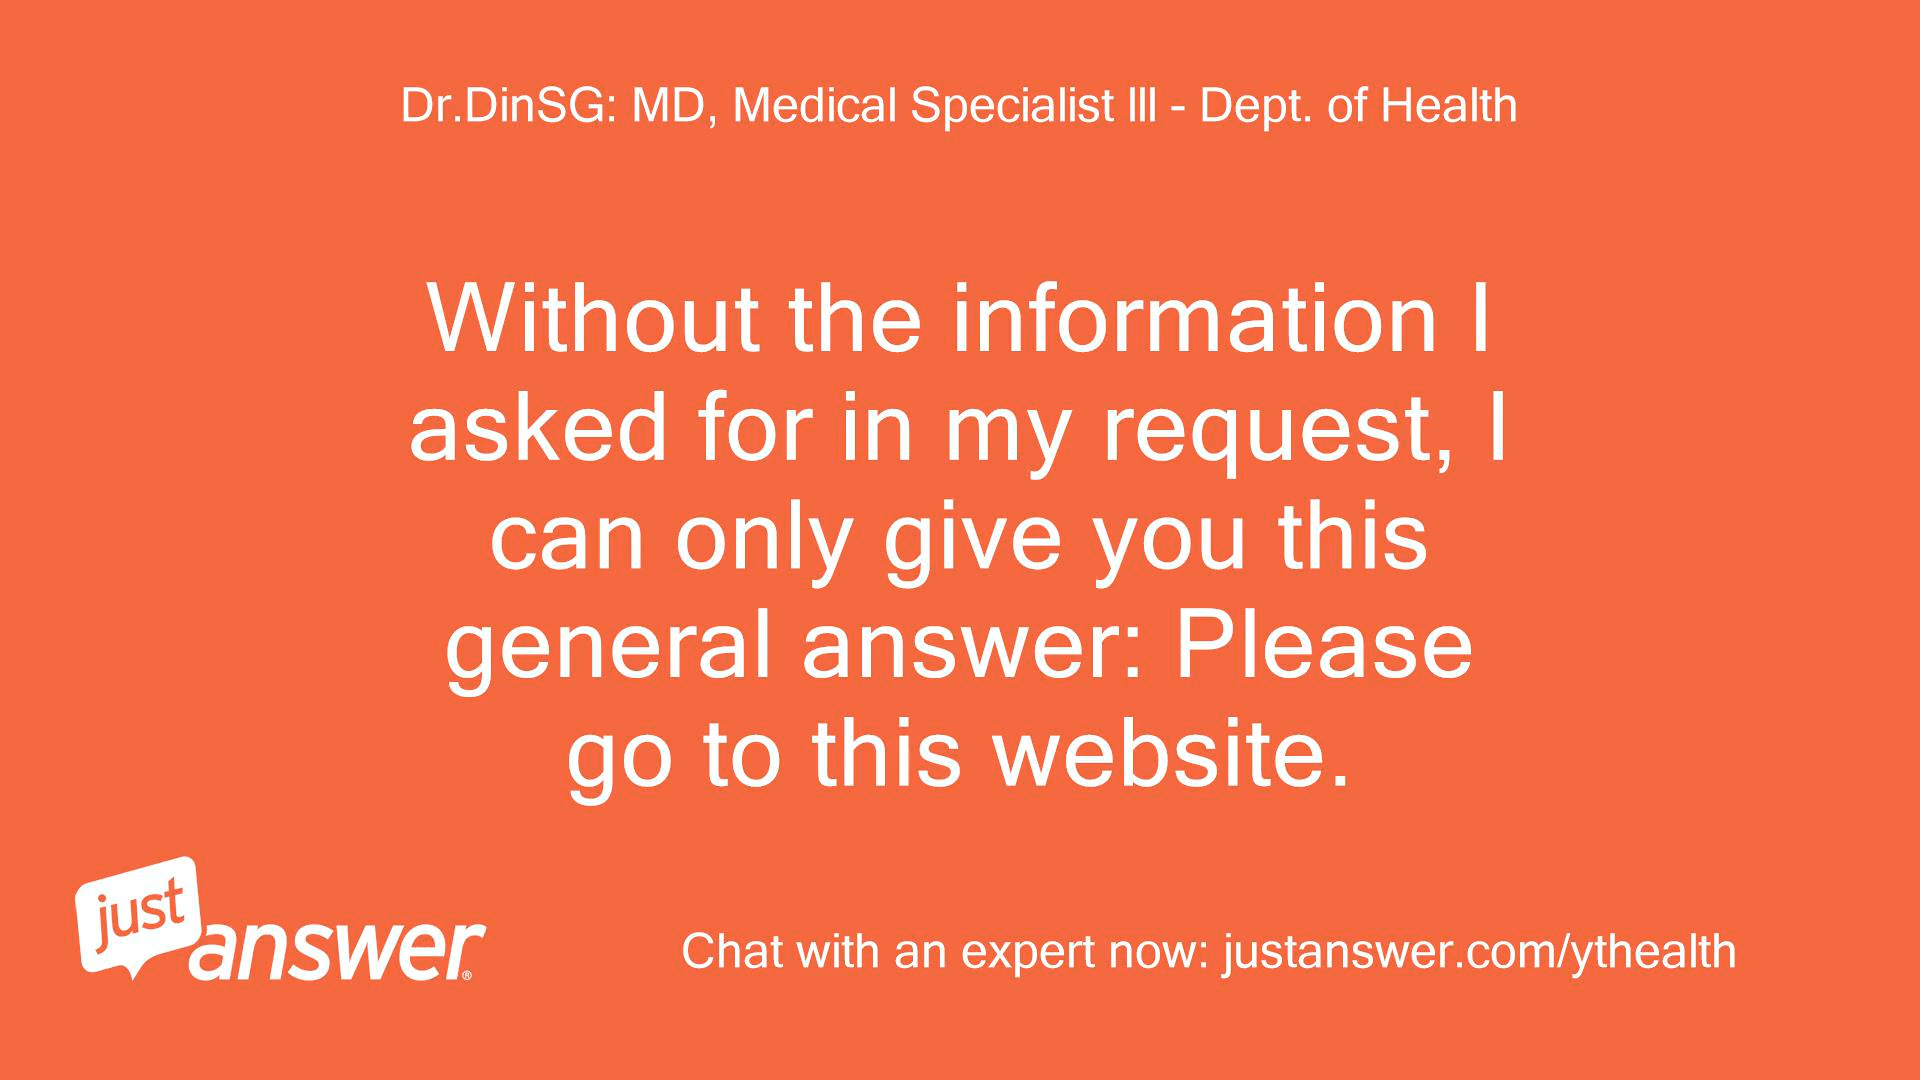 Dr.DinSG: MD, Medical Specialist III - Dept. of Health
Without the information I
asked for in my request, I
can only give you this
general answer: Please
go to this website.
just
answer®
Chat with an expert now: justanswer.com/ythealth